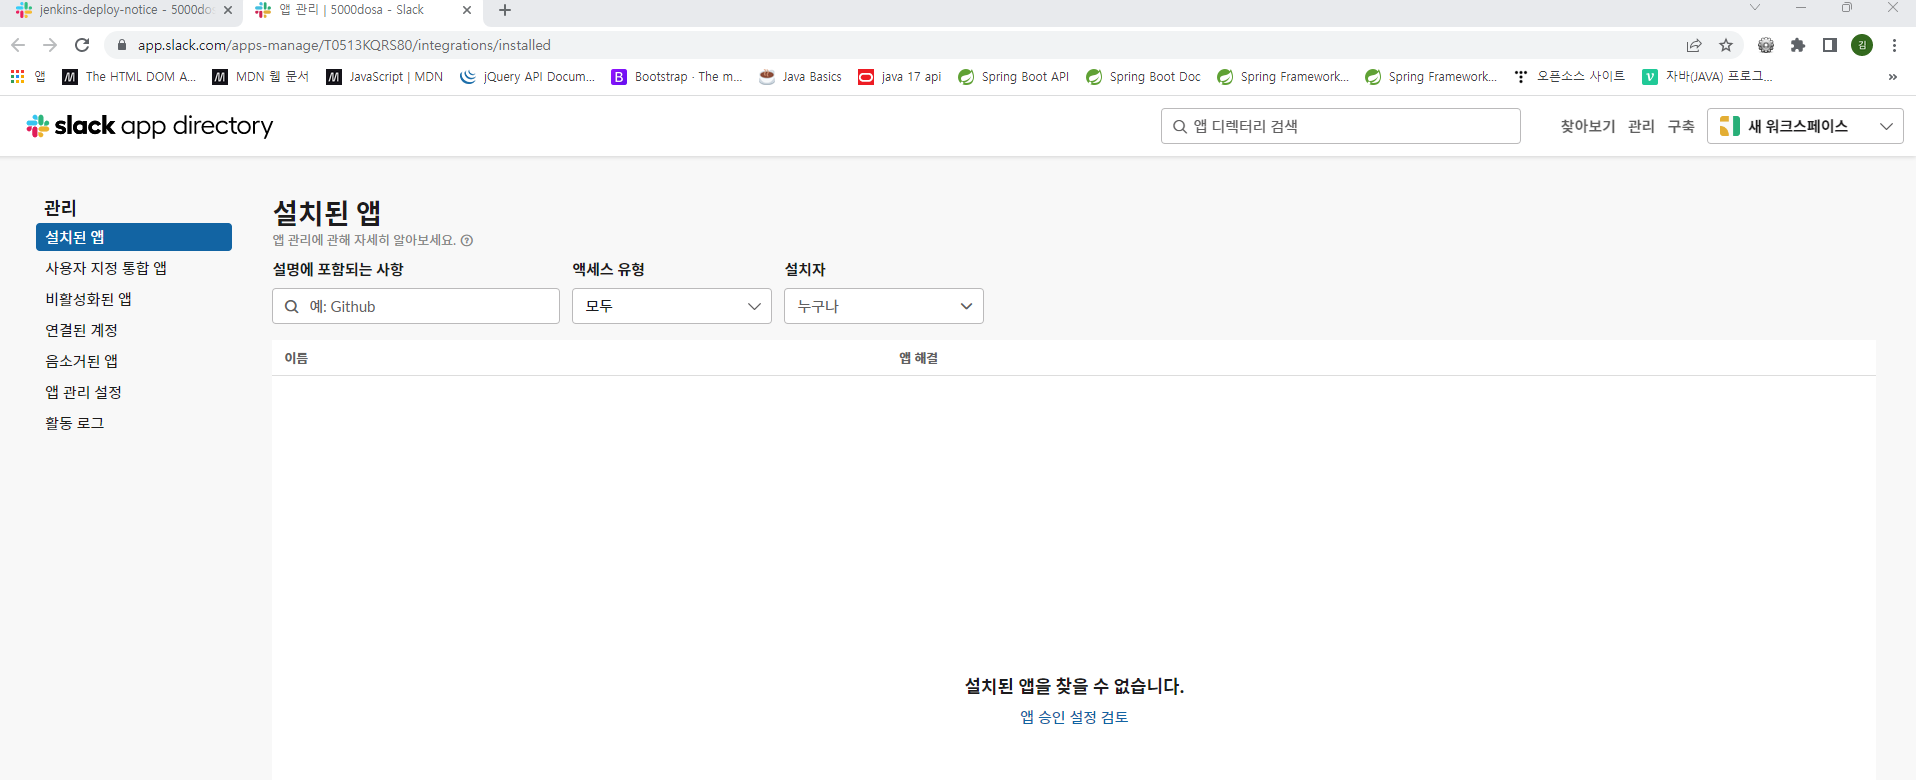 jenkins-deploy-notice - 5000dos
앱 관리 | 5000dosa - Slack
app.slack.com/apps-manage/T0513KQRS80/integrations/installed
김
앱 The HTML DOM A... MDN 웹 문서 JavaScript | MDN jQuery API Docum... Bootstrap · The m... Java Basics java 17 api Spring Boot API Spring Boot Doc Spring Framework... Spring Framework... 오픈소스 사이트 자바(JAVA) 프로그... »
slack app directory
앱 디렉터리 검색
찾아보기 관리 구축 새 워크스페이스
관리
설치된 앱
사용자 지정 통합 앱
비활성화된 앱
연결된 계정
음소거된 앱
앱 관리 설정
활동 로그
설치된 앱
앱 관리에 관해 자세히 알아보세요.
설명에 포함되는 사항 액세스 유형 설치자
예: Github 모두 누구나
이름 앱 해결
설치된 앱을 찾을 수 없습니다.
앱 승인 설정 검토